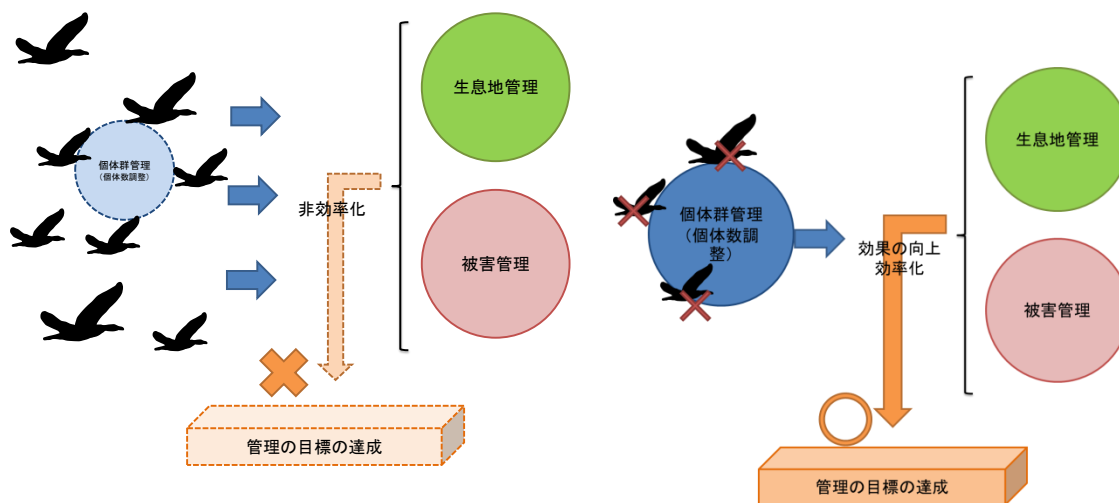 生息地管理
個体群管理
(個体数調整)
非効率化
被害管理
管理の目標の達成
生息地管理
個体群管理
(個体数調
整)
効果の向上
効率化
被害管理
管理の目標の達成